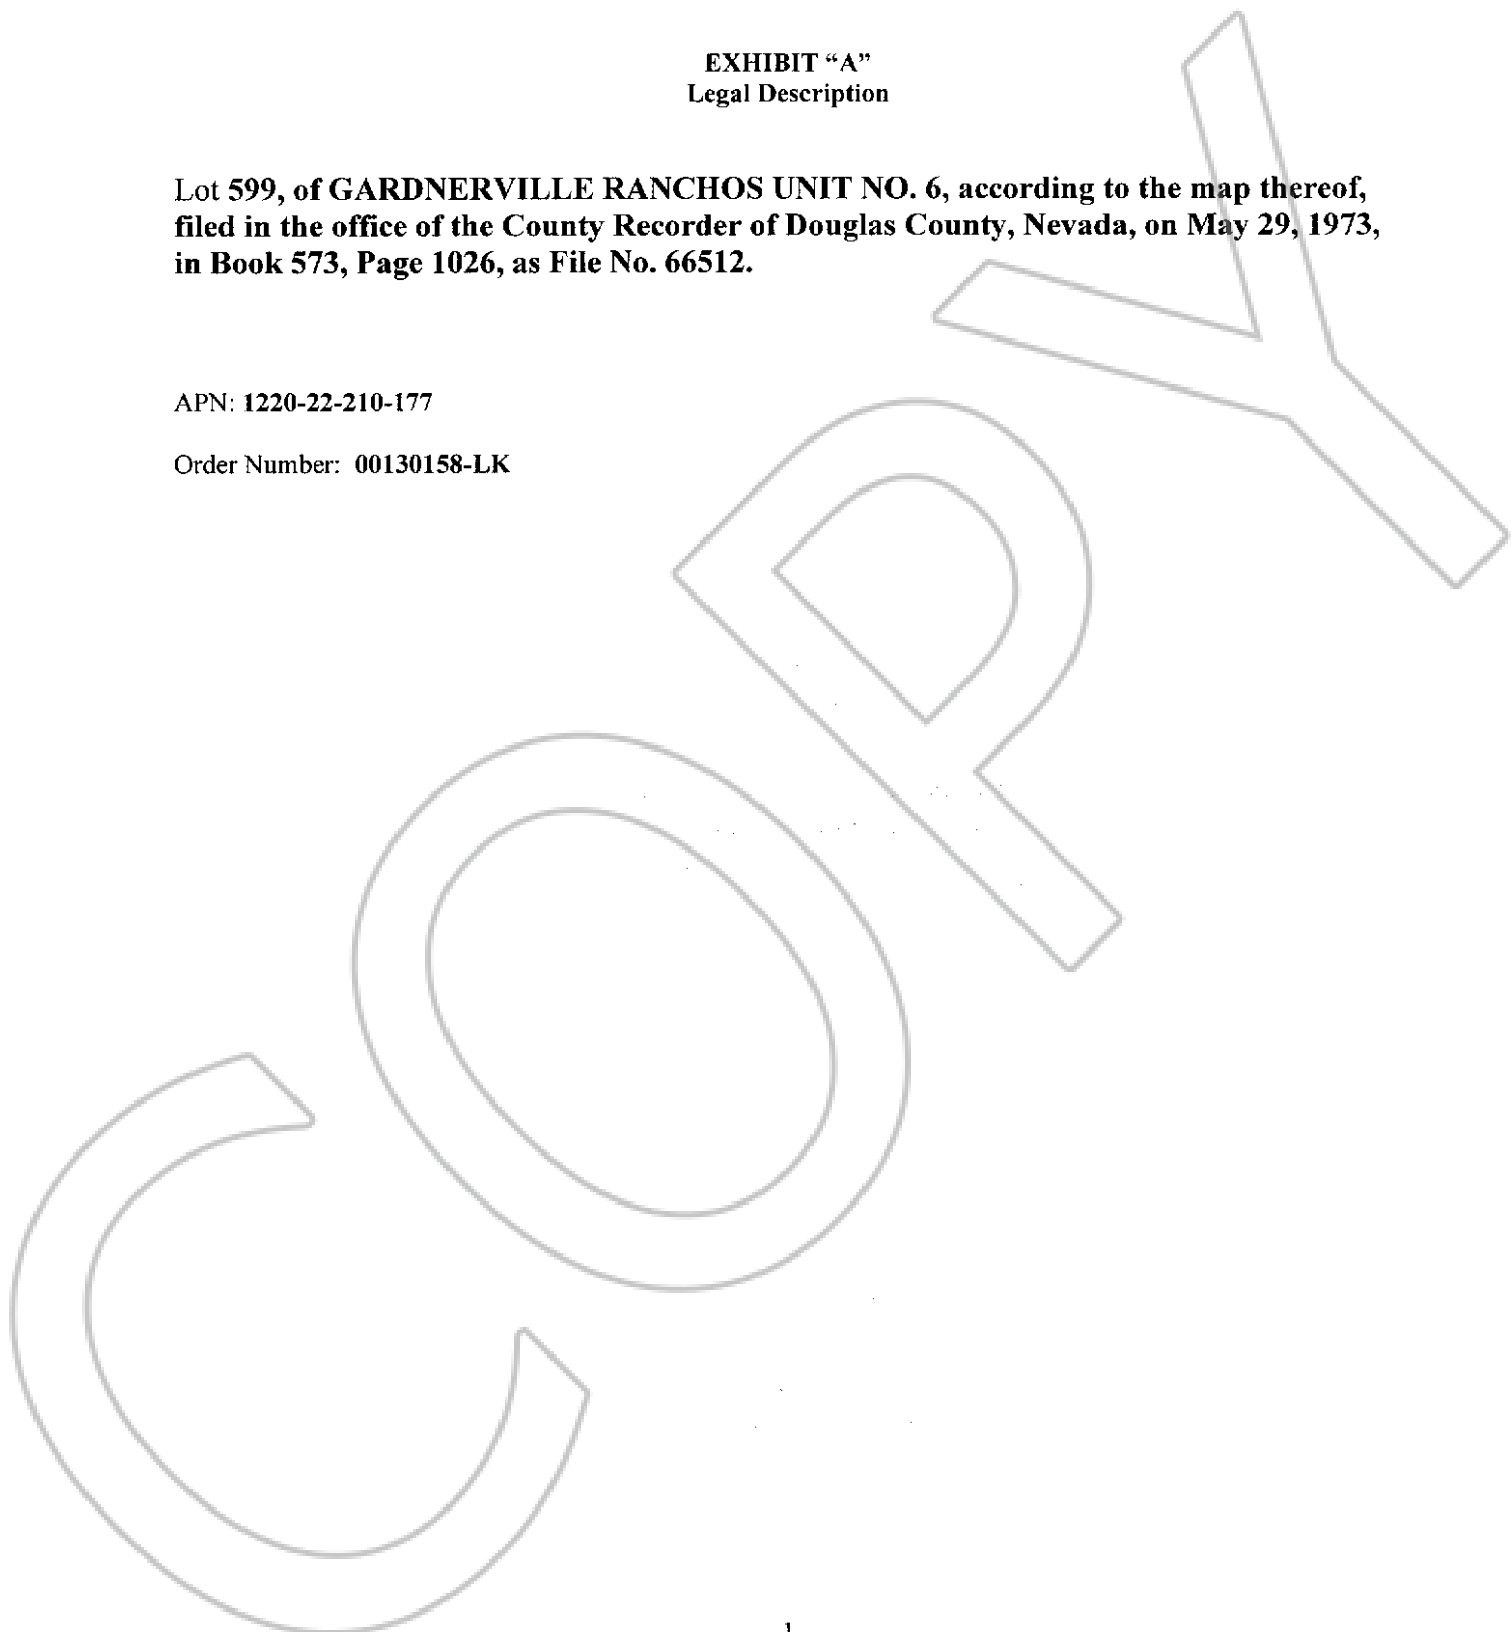 EXHIBIT “A”
Legal Description
Lot 599, of GARDNERVILLE RANCHOS UNIT NO. 6, according to the map thereof,
filed in the office of the County Recorder of Douglas County, Nevada, on May 29, 1973,
in Book 573, Page 1026, as File No. 66512.
APN: 1220-22-210-177
Order Number: 00130158-LK
COPY
1